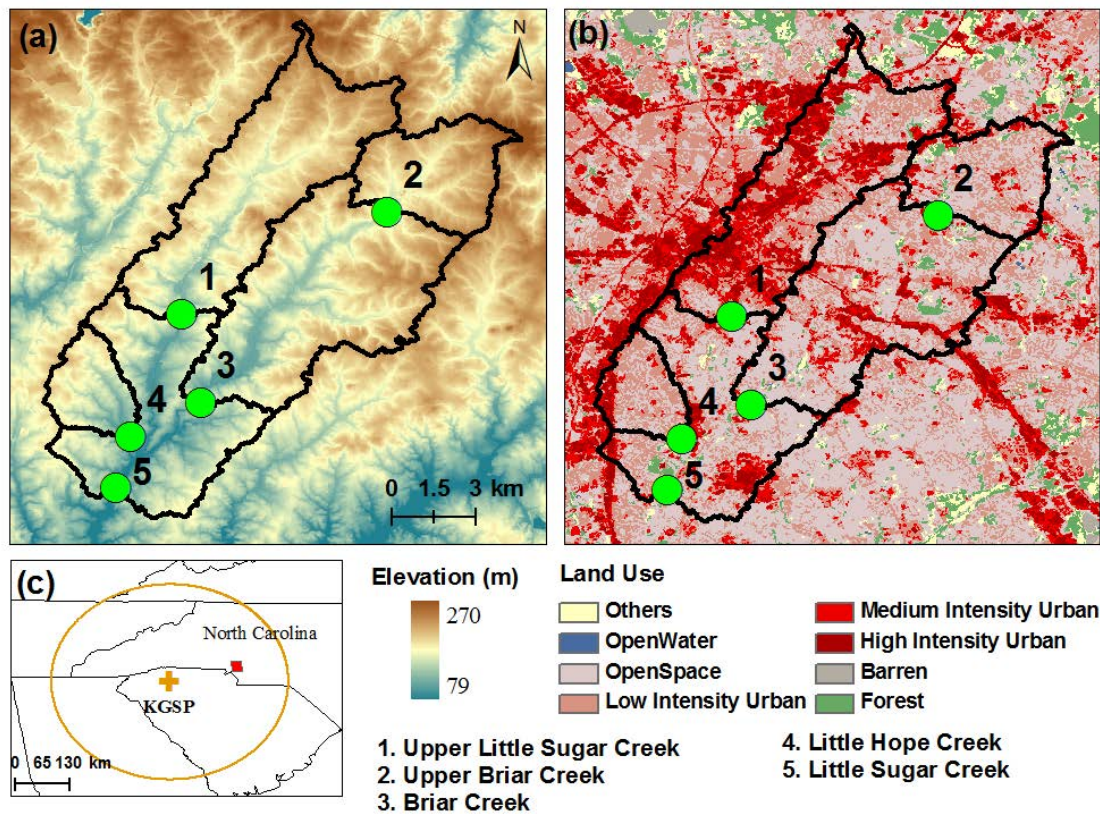 (a)
N
2
1
3
4
5
0 1.5 3 km
(b)
2
1
3
4
5
(c)
North Carolina
KGSP
0 65 130 km
Elevation (m)
270
79
Land Use
Others
OpenWater
OpenSpace
Low Intensity Urban
Medium Intensity Urban
High Intensity Urban
Barren
Forest
1. Upper Little Sugar Creek
2. Upper Briar Creek
3. Briar Creek
4. Little Hope Creek
5. Little Sugar Creek